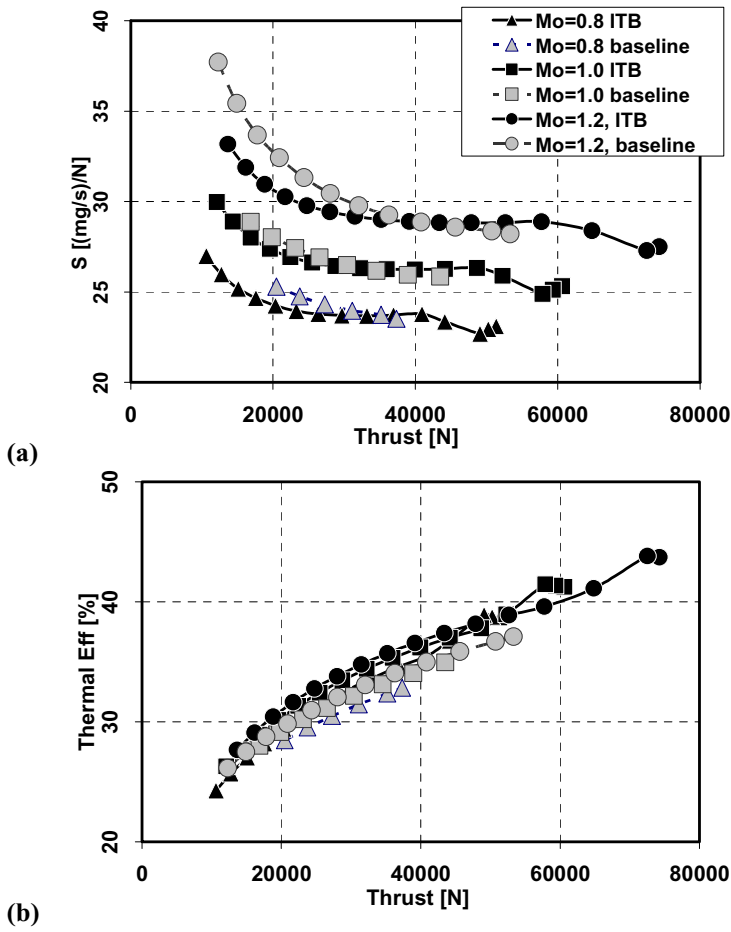 40
35
30
25
20
S [(mg/s)/N]
0
20000
40000
60000
80000
Thrust [N]
Mo=0.8 ITB
Mo=0.8 baseline
Mo=1.0 ITB
Mo=1.0 baseline
Mo=1.2, ITB
Mo=1.2, baseline
(a)
50
40
30
20
Thermal Eff [%]
0
20000
40000
60000
80000
Thrust [N]
(b)